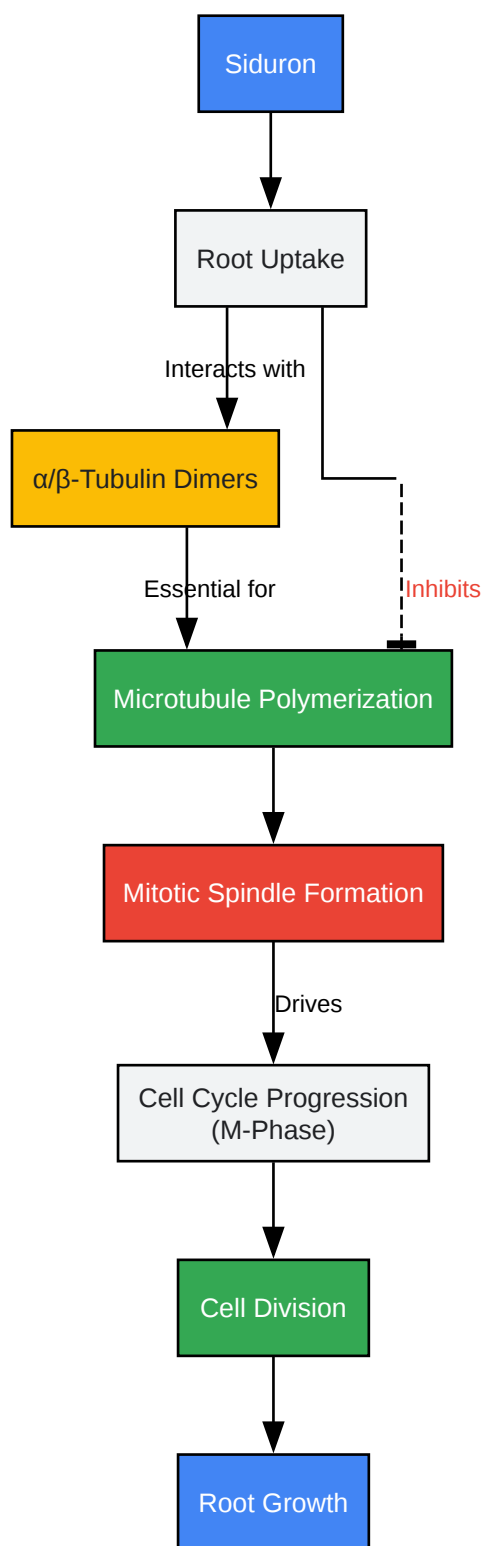 Siduron
Root Uptake
Interacts with
α/β-Tubulin Dimers
Essential for
Inhibits
Microtubule Polymerization
Mitotic Spindle Formation
Drives
Cell Cycle Progression
(M-Phase)
Cell Division
Root Growth